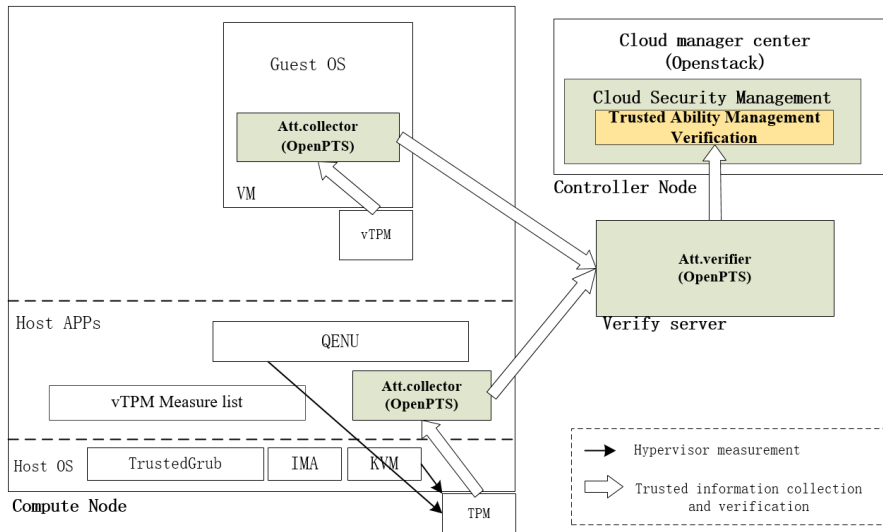 Guest OS
Att.collector
(OpenPTS)
VM
vTPM
Cloud manager center
(Openstack)
Cloud Security Management
Trusted Ability Management
Verification
Controller Node
Att.verifier
(OpenPTS)
Verify server
Host APPs
QENU
Att.collector
(OpenPTS)
vTPM Measure list
Host OS
TrustedGrub
IMA
KVM
Compute Node
TPM
Hypervisor measurement
Trusted information collection
and verification